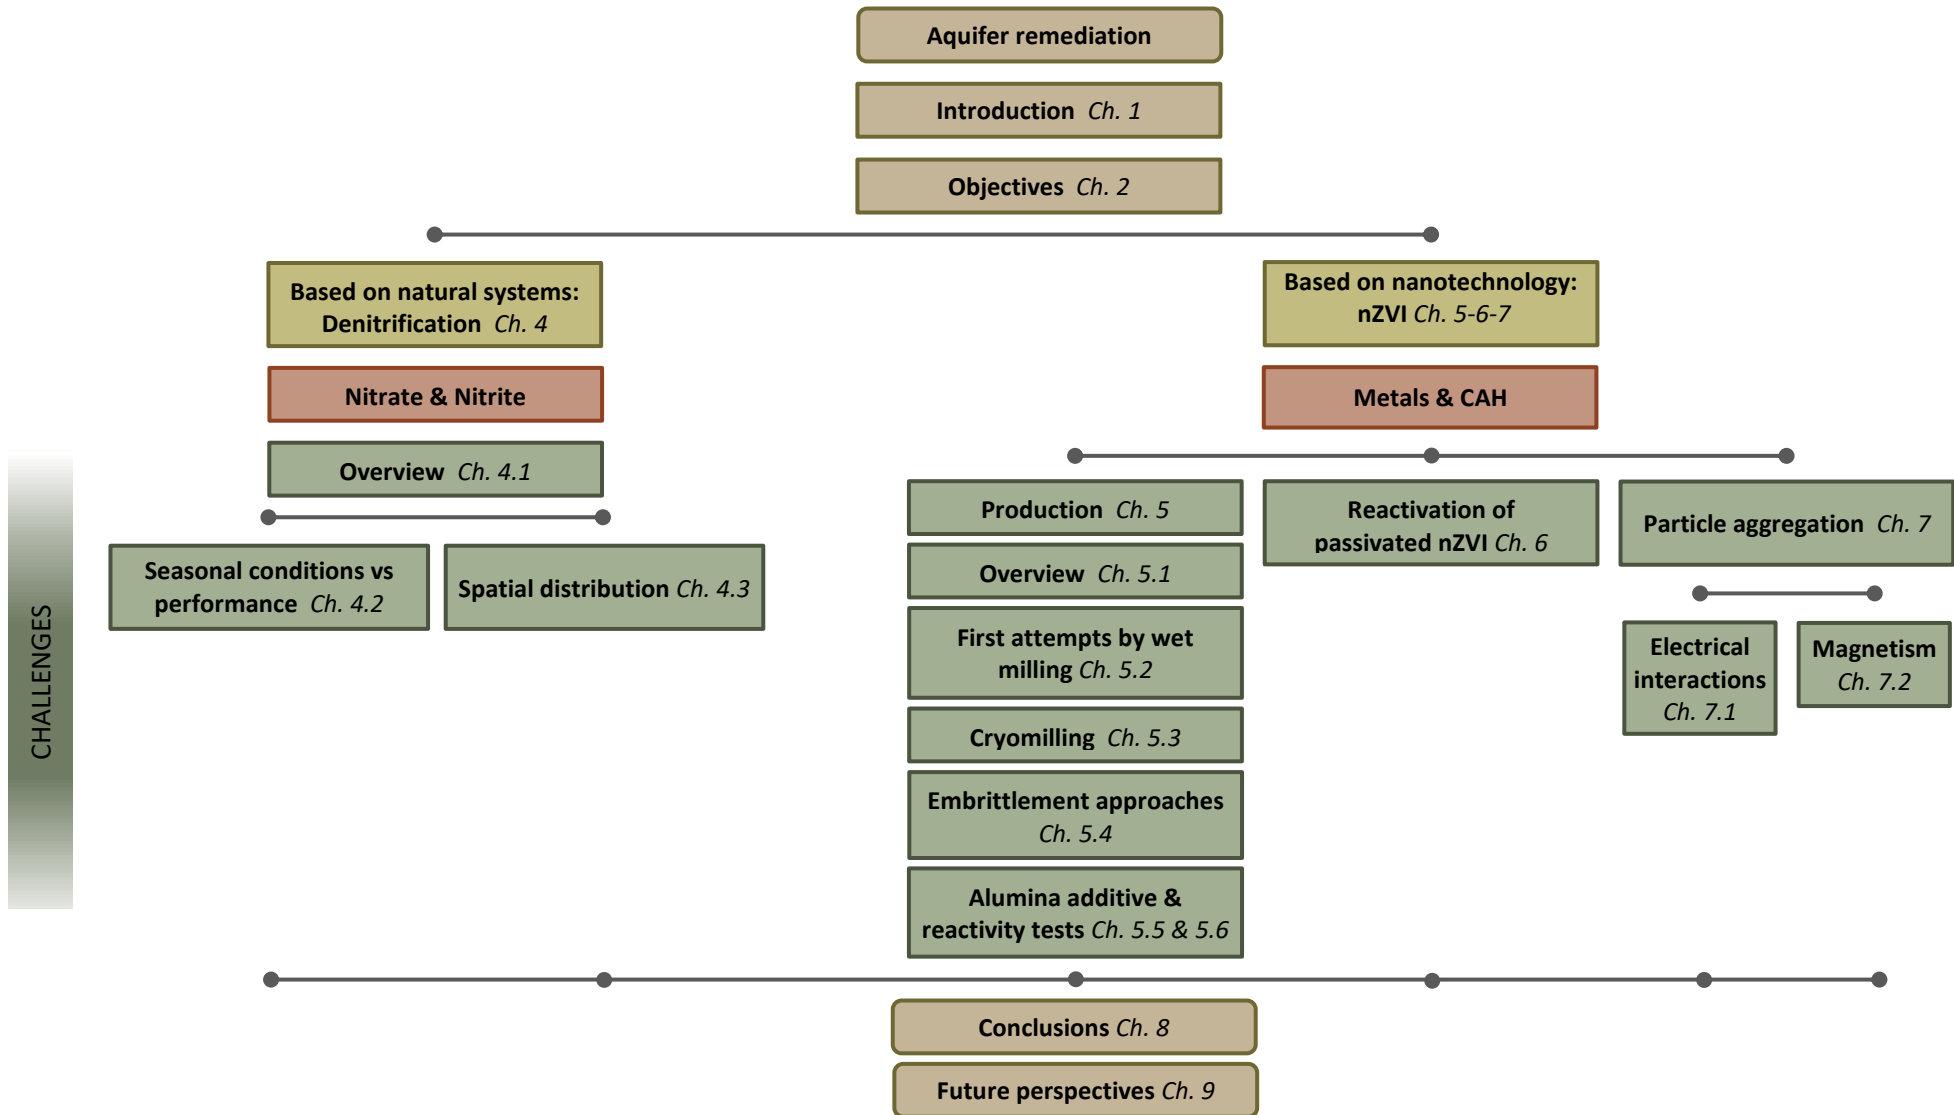 Aquifer remediation
Introduction Ch. 1
Objectives Ch. 2
Based on natural systems:
Denitrification Ch. 4
Based on nanotechnology:
nZVI Ch. 5-6-7
Nitrate & Nitrite
Metals & CAH
CHALLENGES
Overview Ch. 4.1
Seasonal conditions vs
performance Ch. 4.2
Spatial distribution Ch. 4.3
Production Ch. 5
Overview Ch. 5.1
First attempts by wet
milling Ch. 5.2
Cryomilling Ch. 5.3
Embrittlement approaches
Ch. 5.4
Alumina additive &
reactivity tests Ch. 5.5 & 5.6
Reactivation of
passivated nZVI Ch. 6
Particle aggregation Ch. 7
Electrical
interactions
Ch. 7.1
Magnetism
Ch. 7.2
Conclusions Ch. 8
Future perspectives Ch. 9